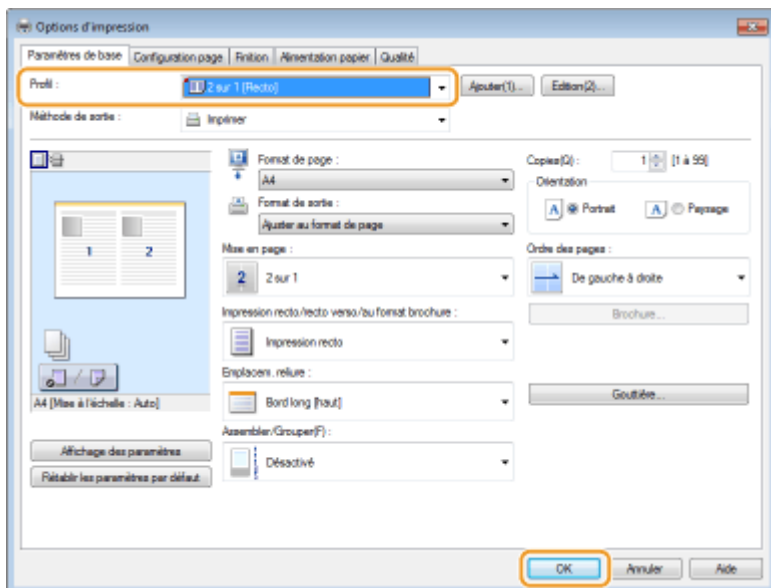 Options d'impression
Paramètres de base Configuration page Finition Alimentation papier Qualité
Profil : 2 sur 1 [Recto] Ajouter(1)... Edition(2)...
Méthode de sortie : Imprimer
Format de page :
A4
Format de sortie :
Ajuster au format de page
Copies(Q) : 1 [1 à 99]
Orientation
A Portrait A Paysage
1 2
Mise en page :
2 2 sur 1
Ordre des pages :
De gauche à droite
Impression recto/recto verso/au format brochure :
Impression recto
Brochure...
Emplacem. reliure :
Bord long [haut]
Gouttière...
A4 [Mise à l'échelle : Auto]
Assembler/Grouper(F) :
Désactivé
Affichage des paramètres
Rétablir les paramètres par défaut
OK Annuler Aide